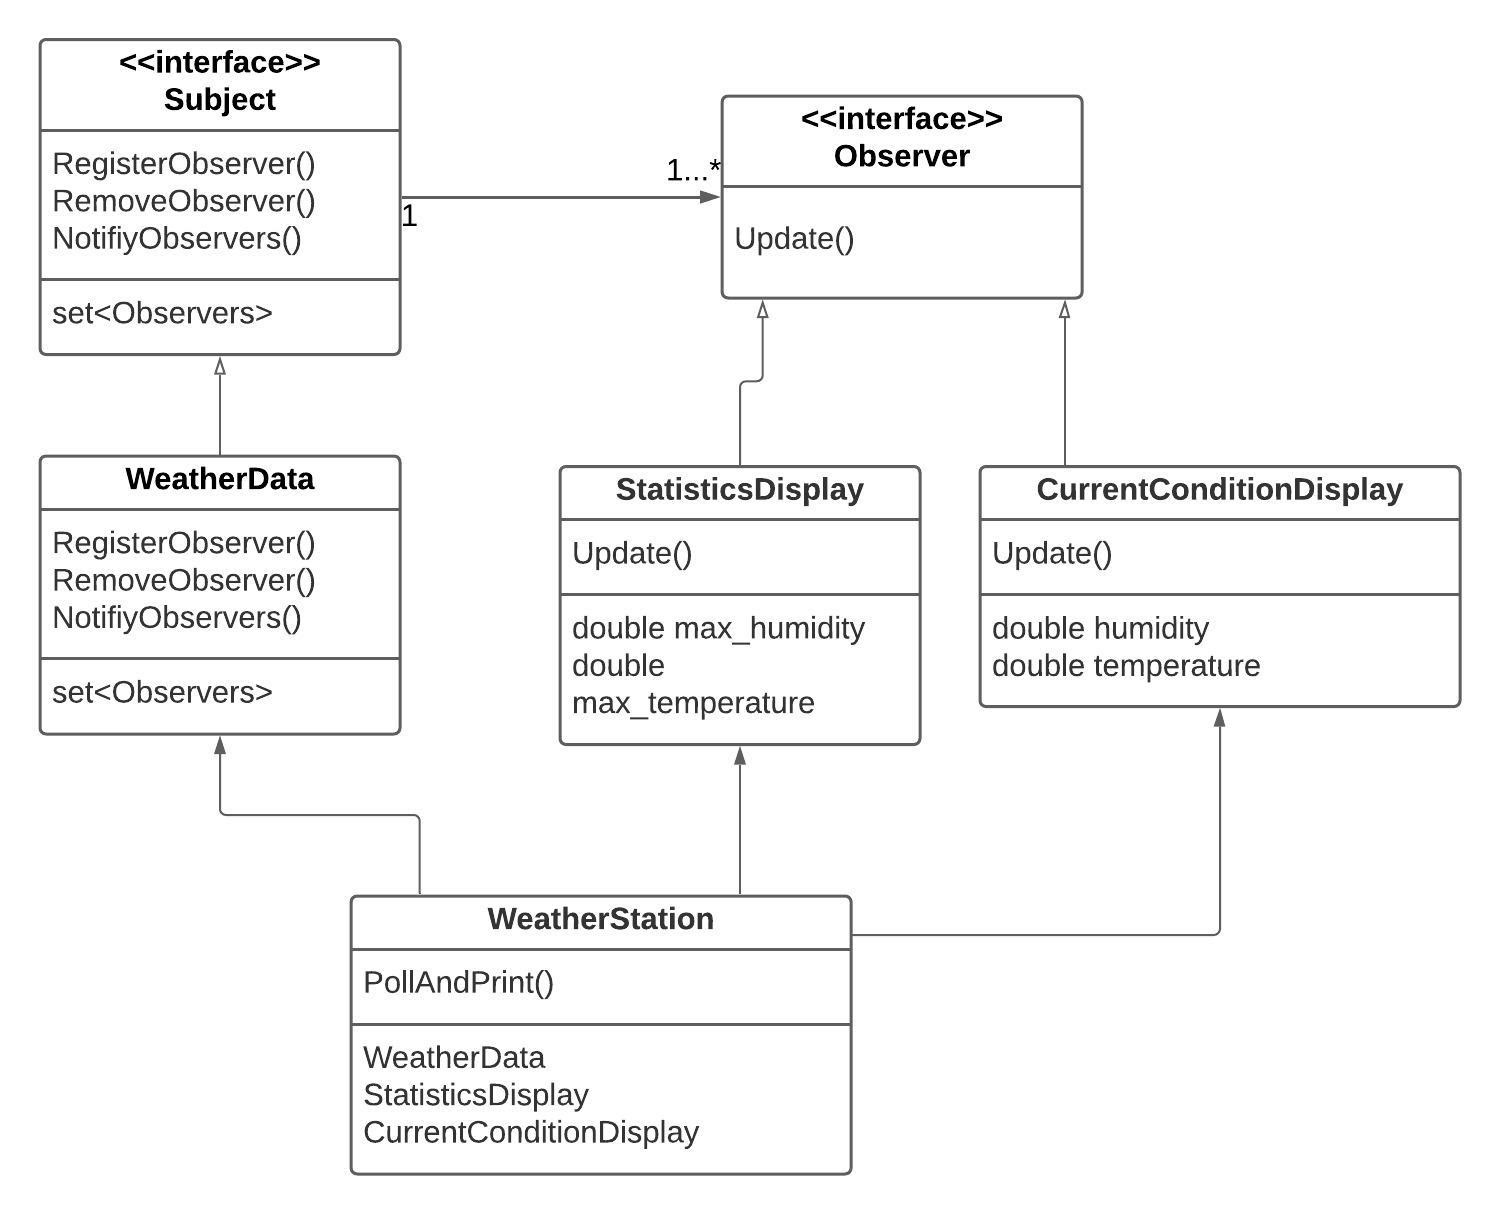 <<interface>>
Subject
RegisterObserver()
RemoveObserver()
NotifiyObservers()
set<Observers>
1
1...*
<<interface>>
Observer
Update()
WeatherData
RegisterObserver()
RemoveObserver()
NotifiyObservers()
set<Observers>
StatisticsDisplay
Update()
double max_humidity
double
max_temperature
CurrentConditionDisplay
Update()
double humidity
double temperature
WeatherStation
PollAndPrint()
WeatherData
StatisticsDisplay
CurrentConditionDisplay